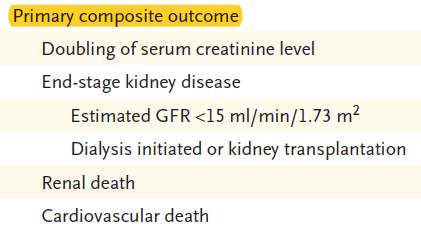 Primary composite outcome
Doubling of serum creatinine level
End-stage kidney disease
Estimated GFR <15 ml/min/1.73 m²
Dialysis initiated or kidney transplantation
Renal death
Cardiovascular death